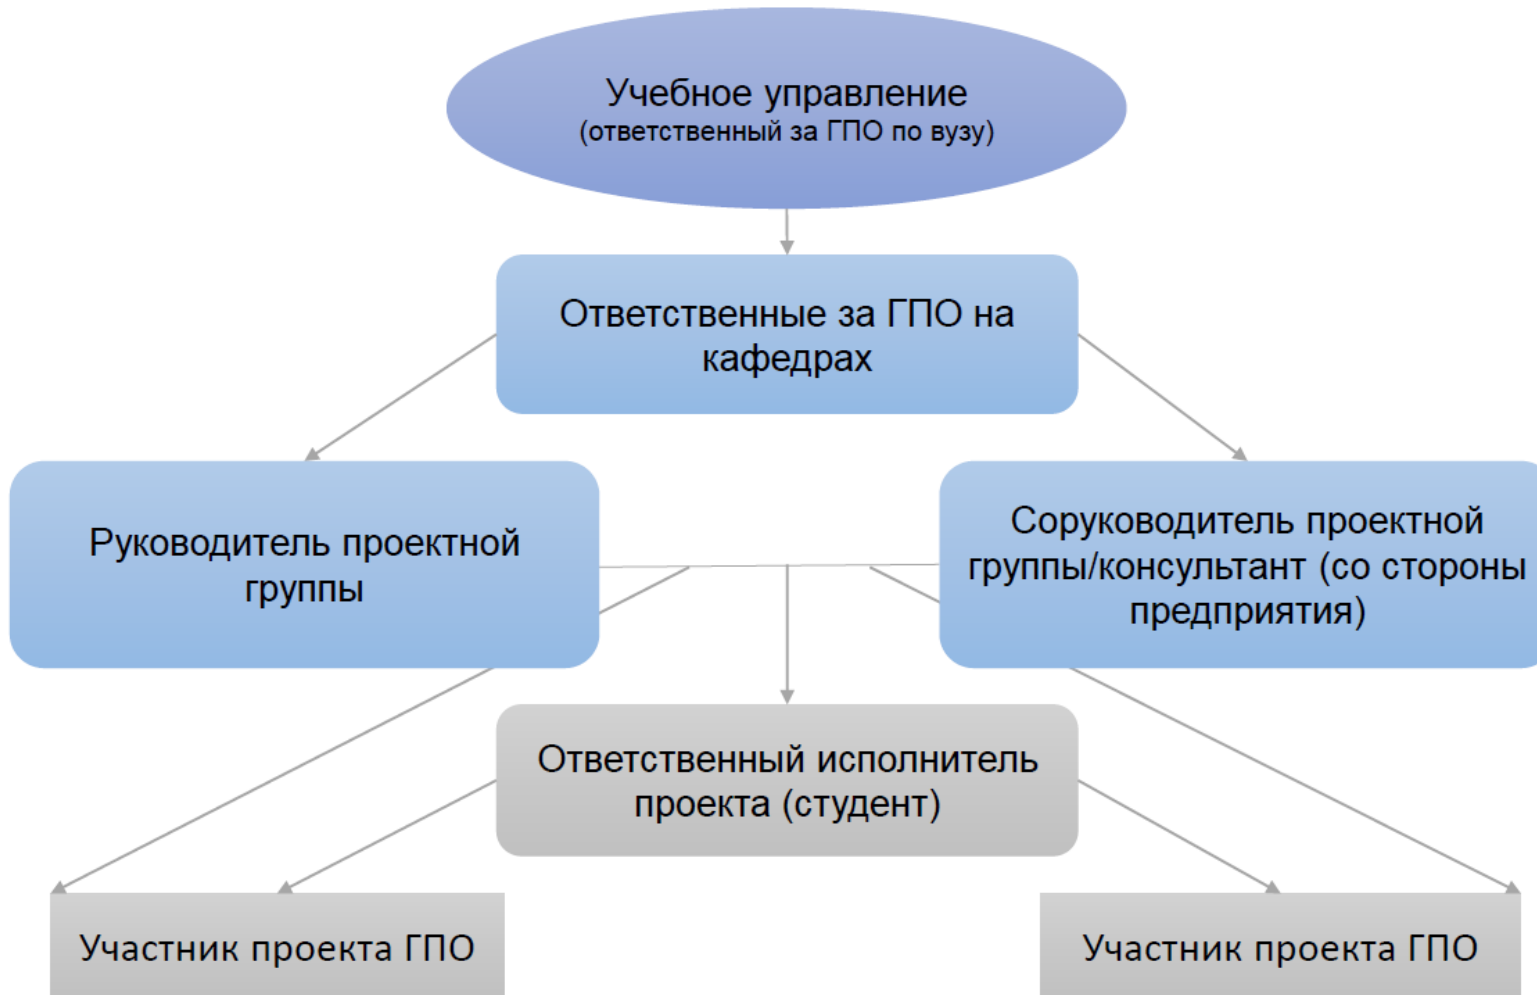 Учебное управление
(ответственный за ГПО по вузу)
Ответственные за ГПО на
кафедрах
Руководитель проектной
группы
Соруководитель проектной
группы/консультант (со стороны
предприятия)
Ответственный исполнитель
проекта (студент)
Участник проекта ГПО
Участник проекта ГПО